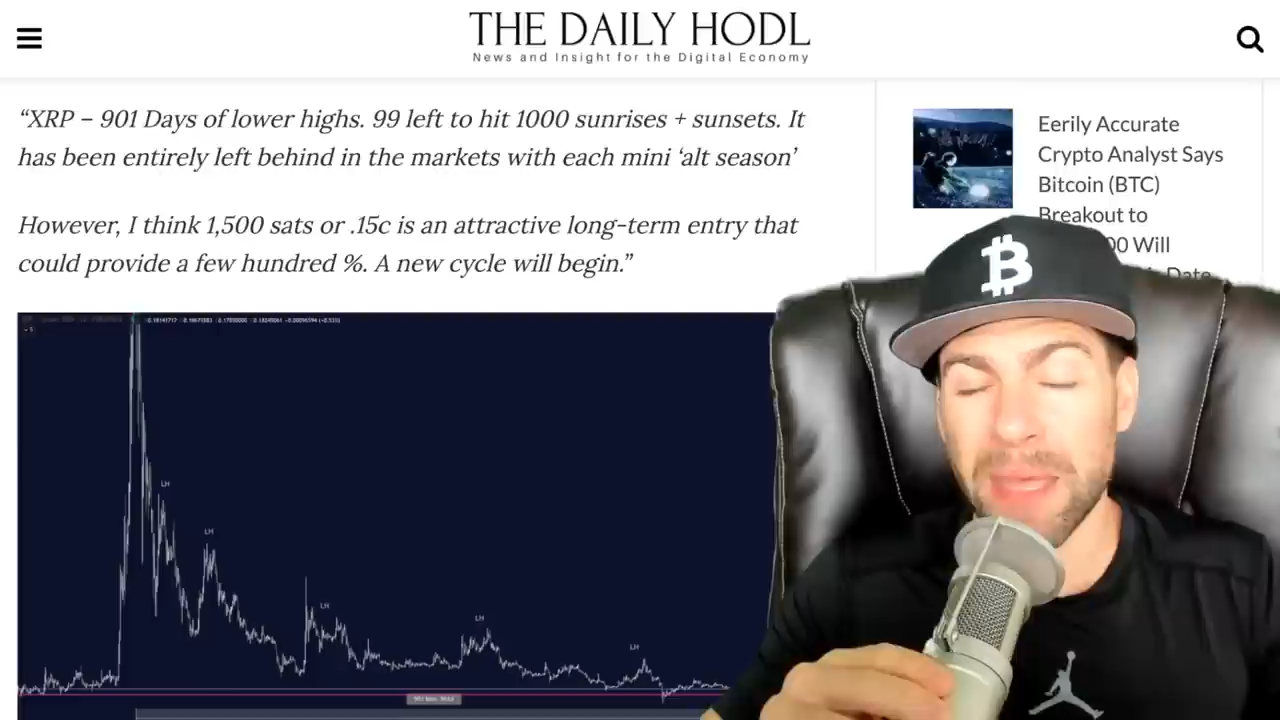 THE DAILY HODL
News and Insight for the Digital Economy
“XRP – 901 Days of lower highs. 99 left to hit 1000 sunrises + sunsets. It
has been entirely left behind in the markets with each mini ‘alt season’
However, I think 1,500 sats or .15c is an attractive long-term entry that
could provide a few hundred %. A new cycle will begin.”
Eerily Accurate
Crypto Analyst Says
Bitcoin (BTC)
Breakout to
00 Will
Date
LH
LH
LH
LH
LH